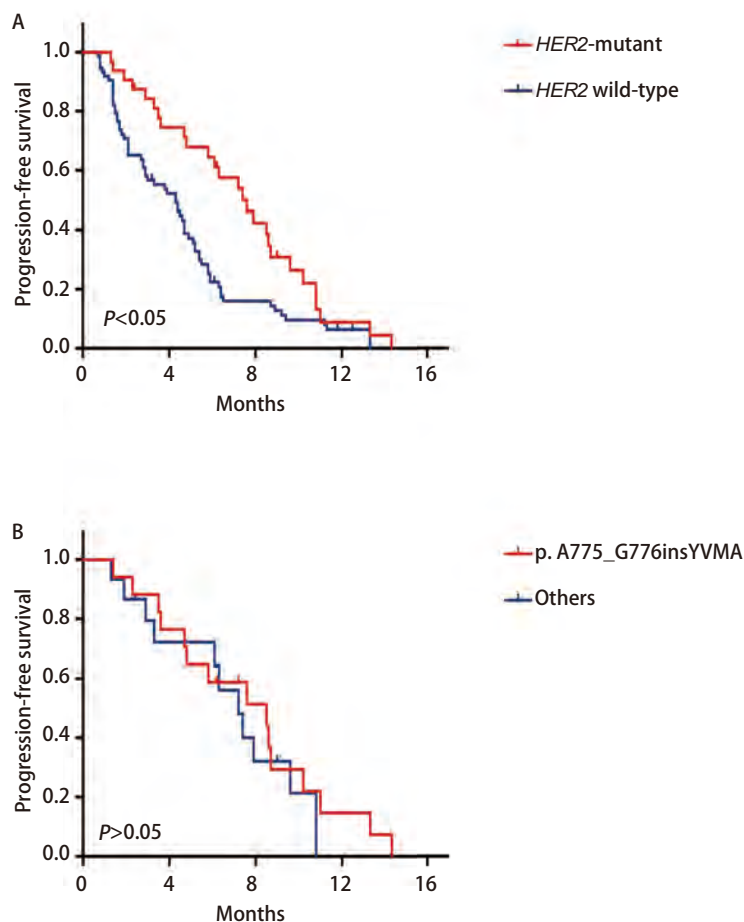 A
1.0
0.8
0.6
0.4
0.2
0.0
Progression-free survival
P<0.05
0 4 8 12 16
Months
HER2-mutant
HER2 wild-type
B
1.0
0.8
0.6
0.4
0.2
0.0
Progression-free survival
P>0.05
0 4 8 12 16
Months
p. A775_G776insYVMA
Others